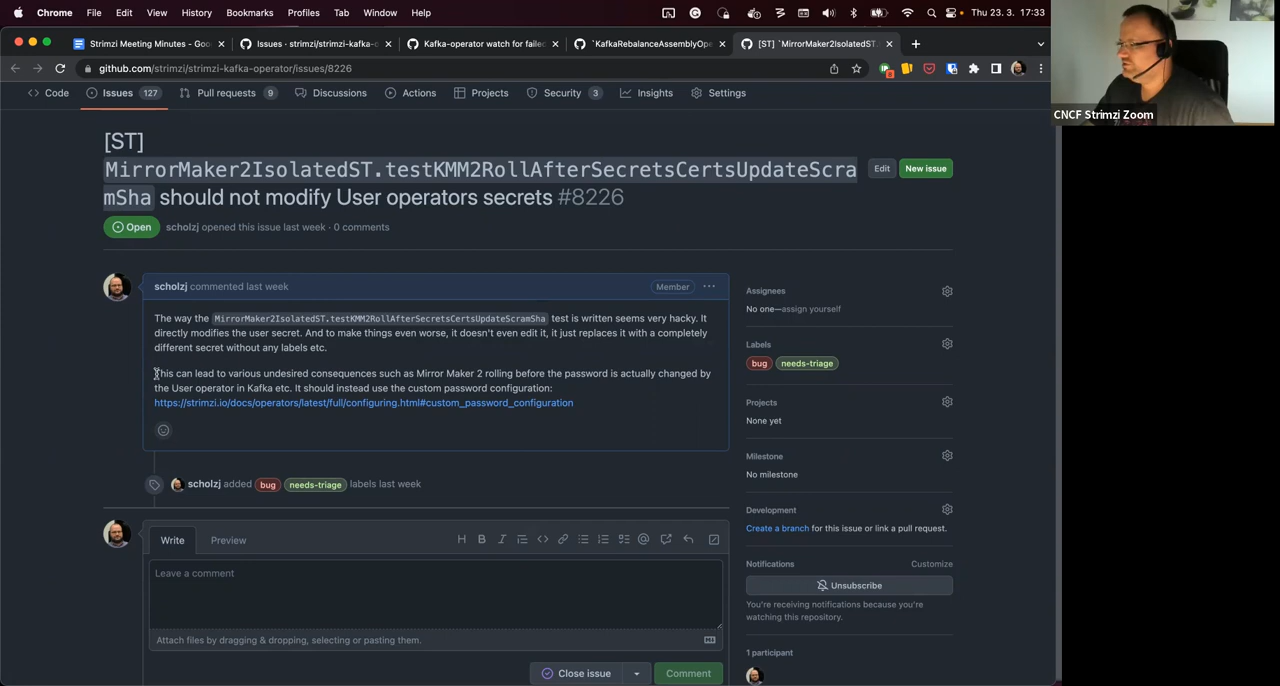 Chrome File Edit View History Bookmarks Profiles Tab Window Help Thu 23. 3. 17:33
Strimzi Meeting Minutes - Goo
Issues · strimzi/strimzi-kafka-o
Kafka-operator watch for failed
`KafkaRebalanceAssemblyOpe
[ST] `MirrorMaker2IsolatedST.
github.com/strimzi/strimzi-kafka-operator/issues/8226
8
CNCF Strimzi Zoom
Code Issues 127 Pull requests 9 Discussions Actions Projects Security 3 Insights Settings
[ST]
MirrorMaker2IsolatedST.testKMM2RollAfterSecretsCertsUpdateScra
mSha should not modify User operators secrets #8226
Edit New issue
Open scholzj opened this issue last week · 0 comments
scholzj commented last week Member
The way the MirrorMaker2IsolatedST.testKMM2RollAfterSecretsCertsUpdateScramSha test is written seems very hacky. It
directly modifies the user secret. And to make things even worse, it doesn't even edit it, it just replaces it with a completely
different secret without any labels etc.
This can lead to various undesired consequences such as Mirror Maker 2 rolling before the password is actually changed by
the User operator in Kafka etc. It should instead use the custom password configuration:
https://strimzi.io/docs/operators/latest/full/configuring.html#custom_password_configuration
scholzj added bug needs-triage labels last week
Write Preview
Leave a comment
Attach files by dragging & dropping, selecting or pasting them.
Close issue Comment
Assignees
No one—assign yourself
Labels
bug needs-triage
Projects
None yet
Milestone
No milestone
Development
Create a branch for this issue or link a pull request.
Notifications Customize
Unsubscribe
You're receiving notifications because you're
watching this repository.
1 participant